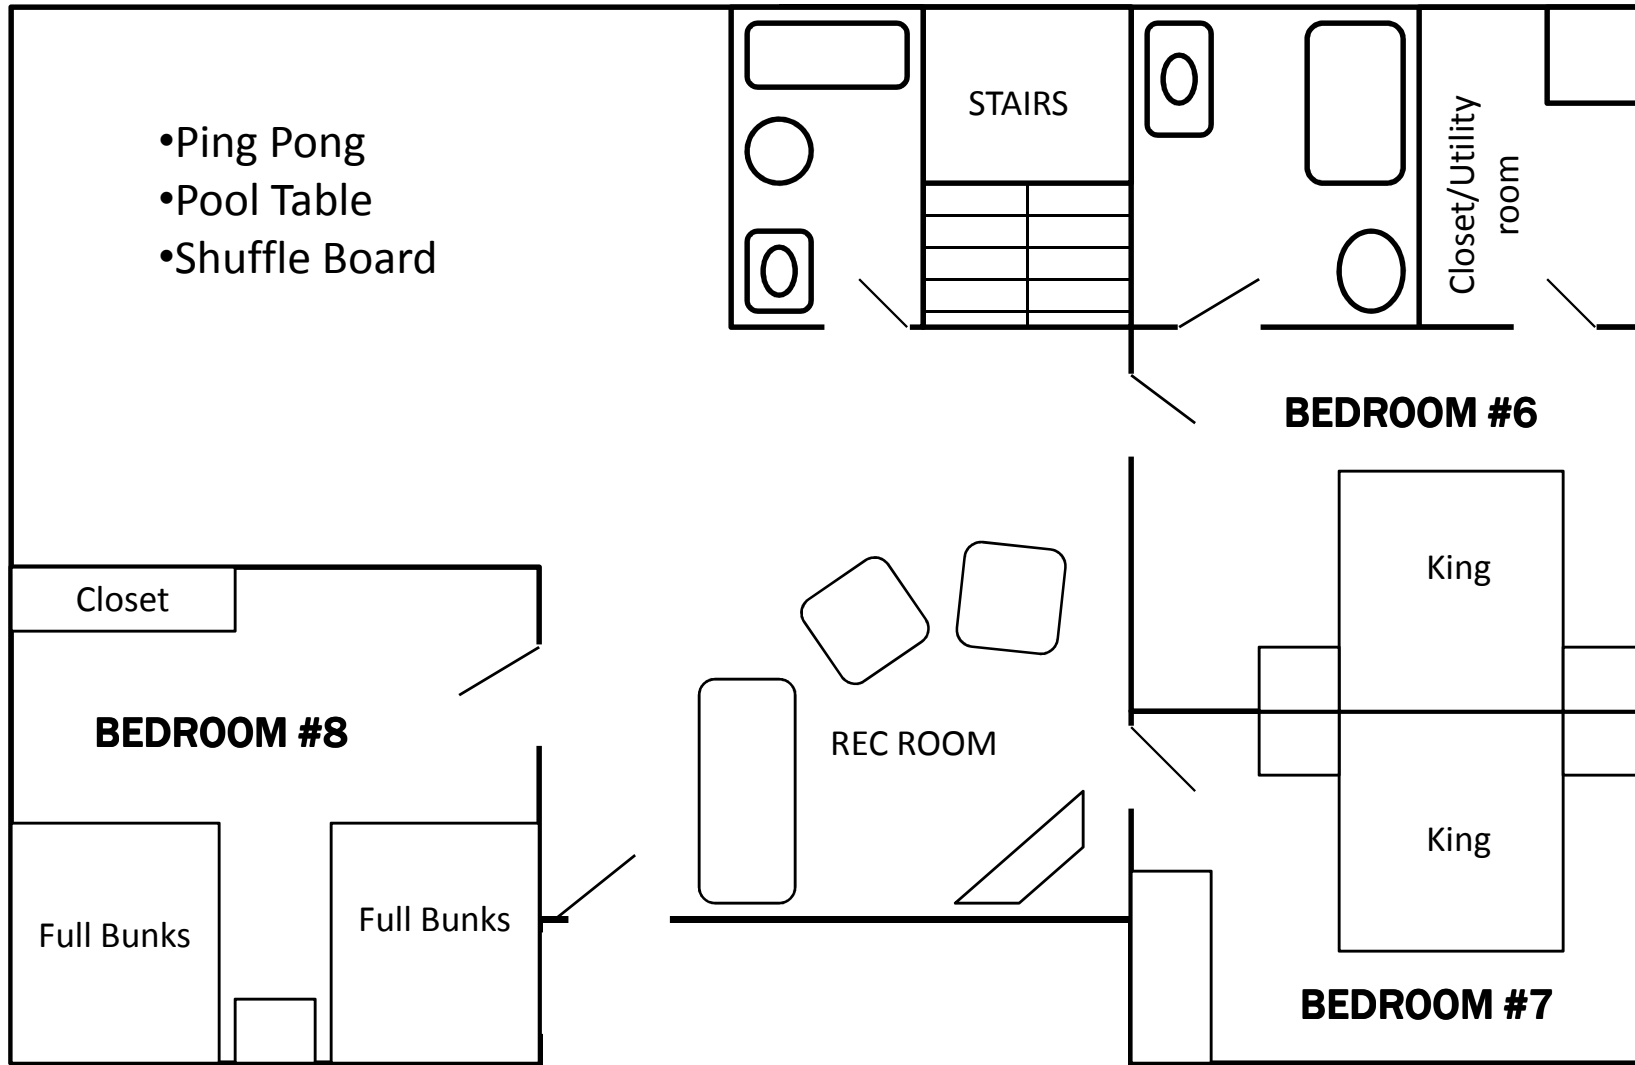 •Ping Pong
•Pool Table
•Shuffle Board
STAIRS
Closet/Utility
room
BEDROOM #6
King
Closet
BEDROOM #8
REC ROOM
King
Full Bunks
Full Bunks
BEDROOM #7